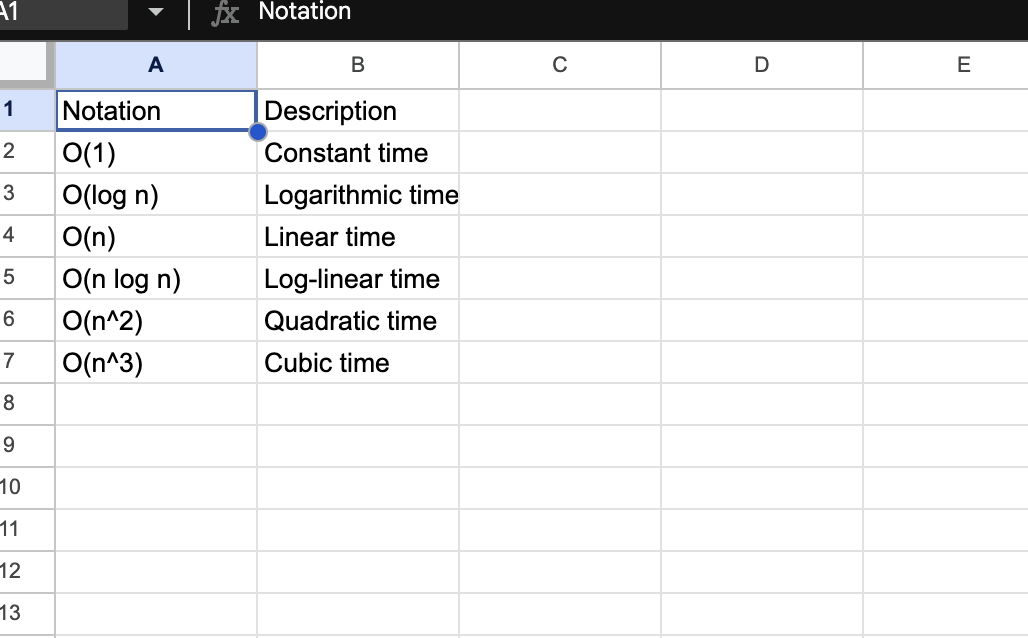 A1 fx Notation
A B C D E
1 Notation Description
2 O(1) Constant time
3 O(log n) Logarithmic time
4 O(n) Linear time
5 O(n log n) Log-linear time
6 O(n^2) Quadratic time
7 O(n^3) Cubic time
8
9
10
11
12
13